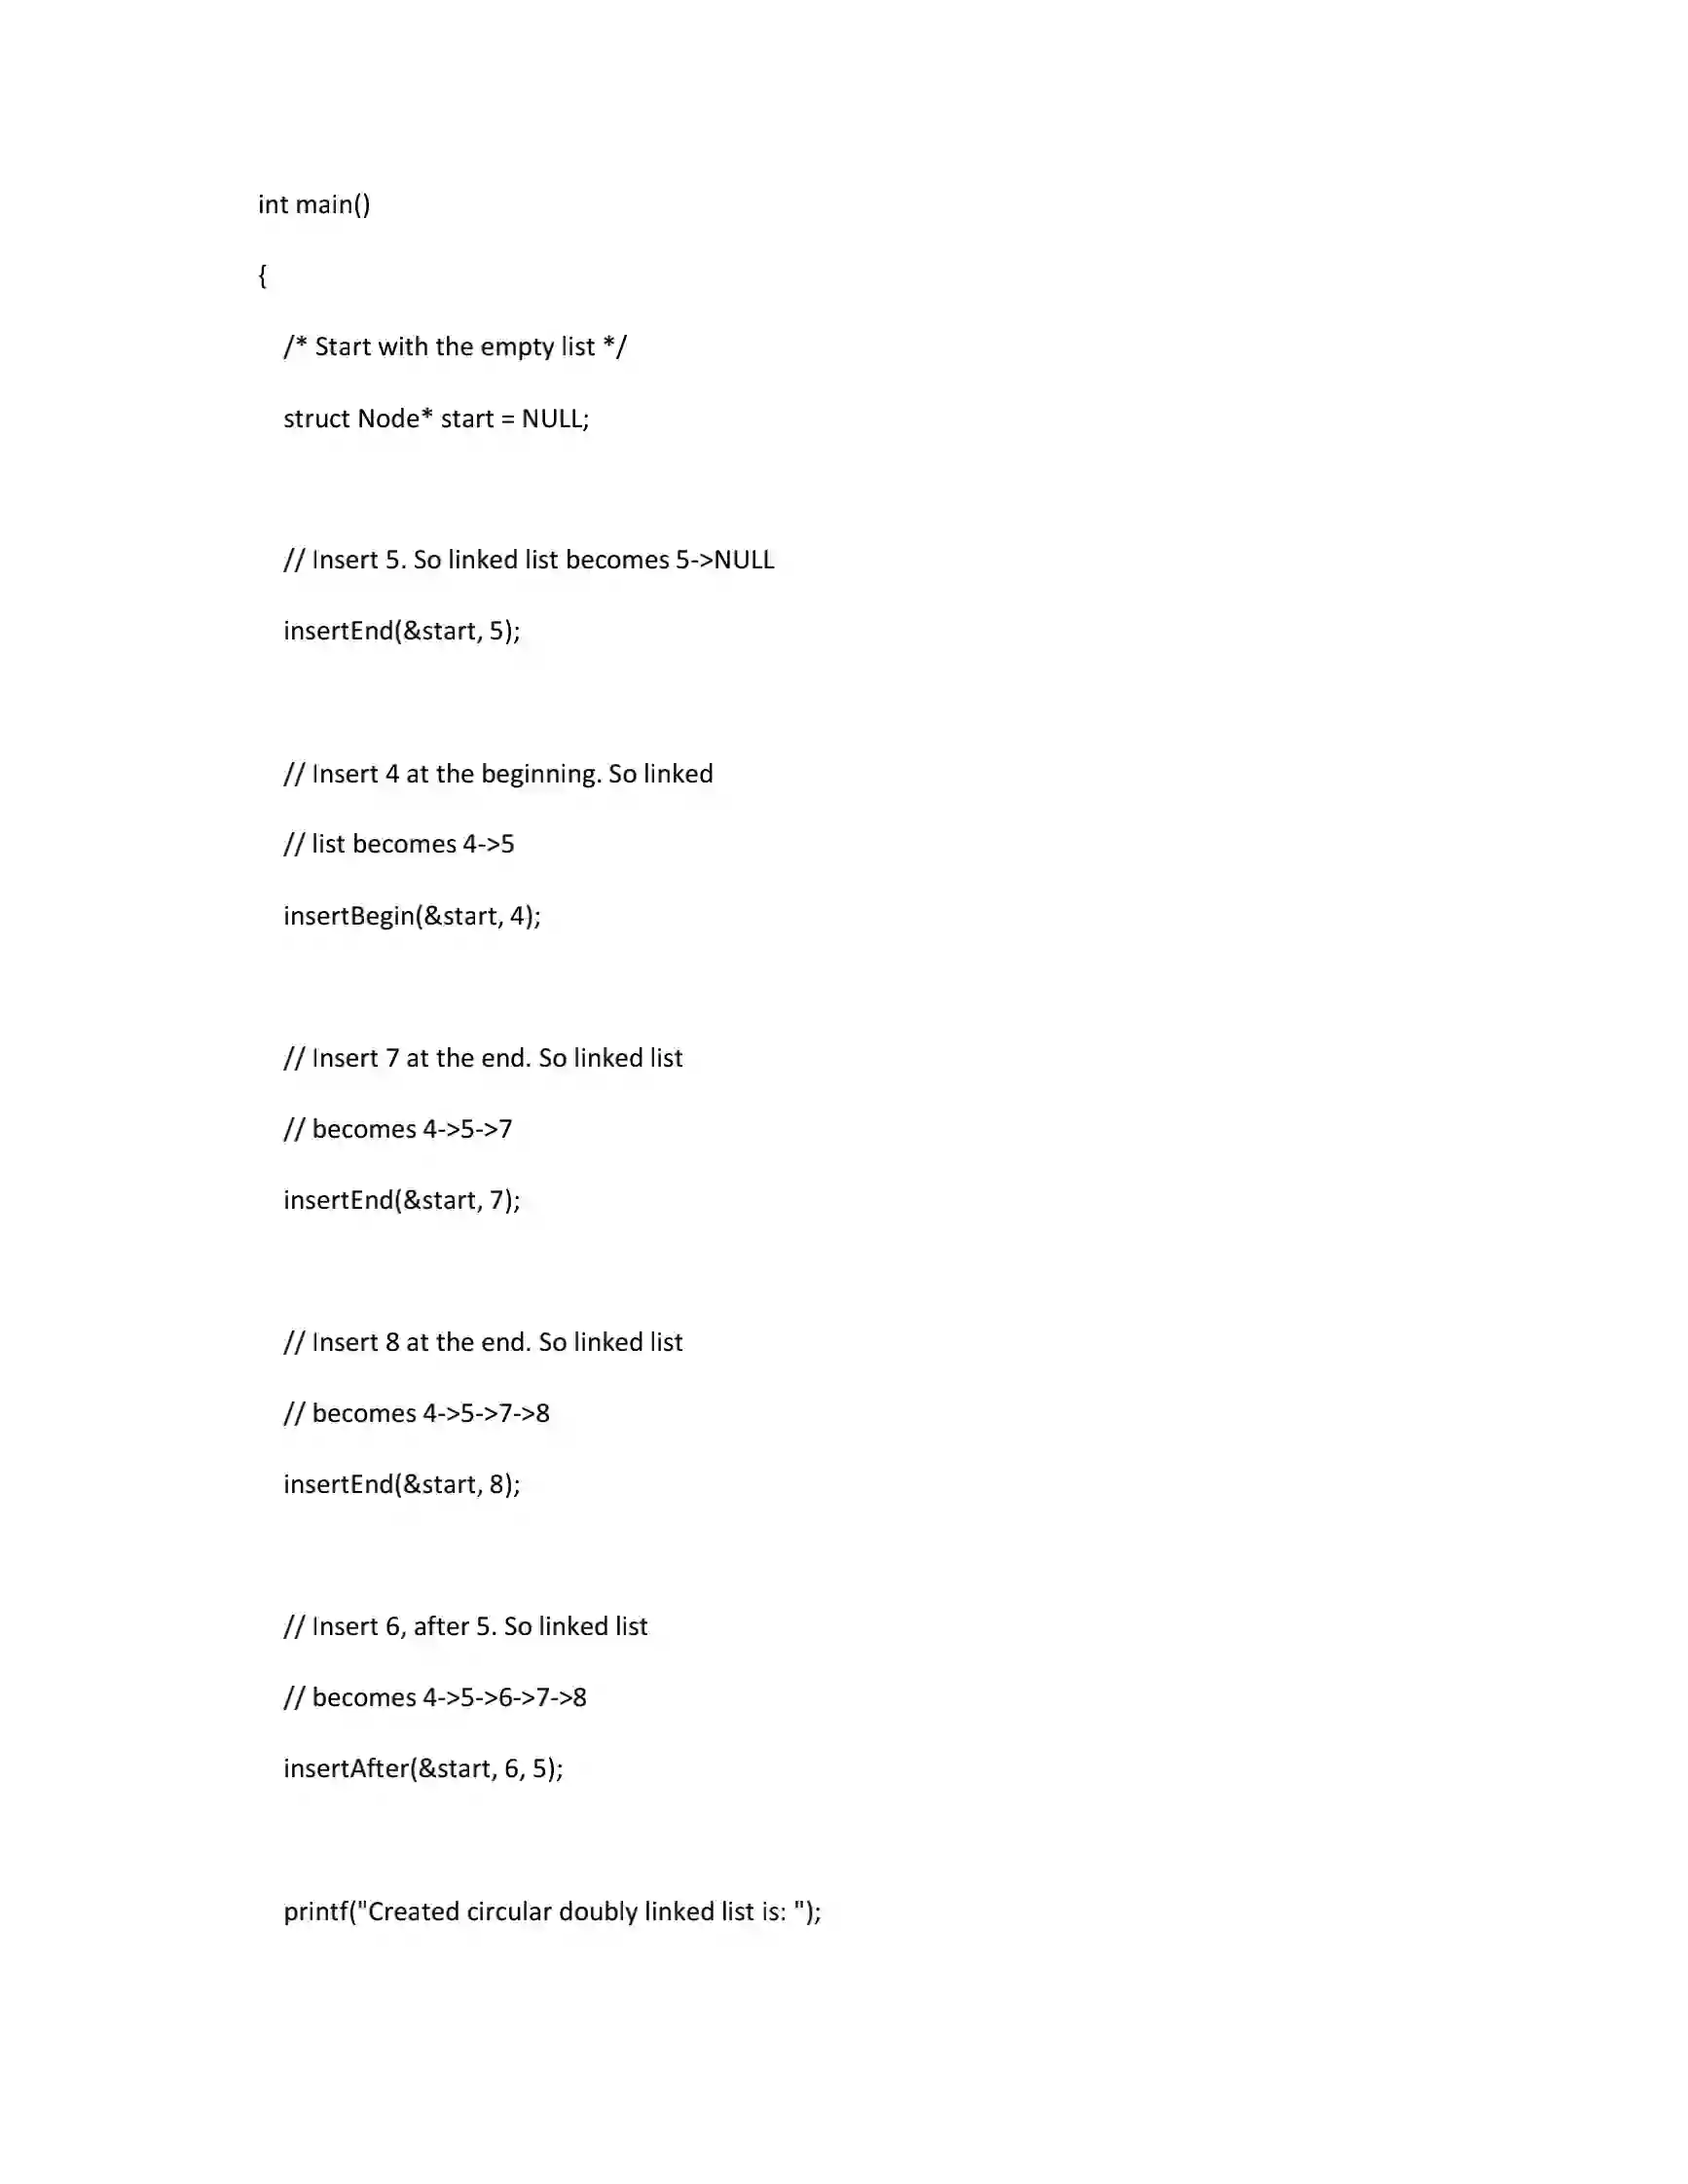 int main()
{
/* Start with the empty list */
struct Node* start = NULL;
// Insert 5. So linked list becomes 5->NULL
insertEnd(&start, 5);
// Insert 4 at the beginning. So linked
// list becomes 4->5
insertBegin(&start, 4);
// Insert 7 at the end. So linked list
// becomes 4->5->7
insertEnd(&start, 7);
// Insert 8 at the end. So linked list
// becomes 4->5->7->8
insertEnd(&start, 8);
// Insert 6, after 5. So linked list
// becomes 4->5->6->7->8
insertAfter(&start, 6, 5);
printf("Created circular doubly linked list is: ");